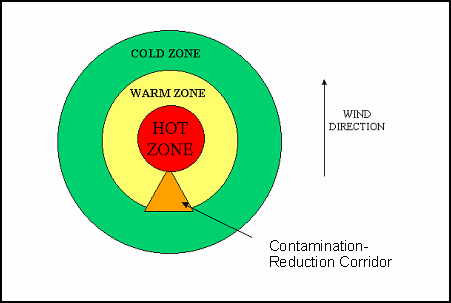 COLD ZONE
WARM ZONE
HOT
ZONE
WIND
DIRECTION
Contamination-
Reduction Corridor